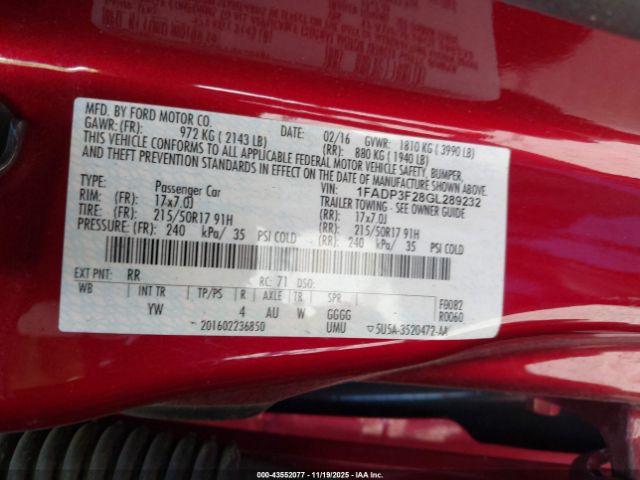 MFD. BY FORD MOTOR CO.
DATE: 02/16 GVWR: 1810 KG ( 3990 LB)
GAWR: (FR): 972 KG ( 2143 LB) (RR): 880 KG ( 1940 LB)
THIS VEHICLE CONFORMS TO ALL APPLICABLE FEDERAL MOTOR VEHICLE SAFETY, BUMPER,
AND THEFT PREVENTION STANDARDS IN EFFECT ON THE DATE OF MANUFACTURE SHOWN ABOVE.
VIN: 1FADP3F28GL289232
TYPE: Passenger Car TRAILER TOWING - SEE OWNER GUIDE
RIM: (FR): 17x7.0J (RR): 17x7.0J
TIRE: (FR): 215/50R17 91H (RR): 215/50R17 91H
PRESSURE: (FR): 240 kPa/ 35 PSI COLD (RR): 240 kPa/ 35 PSI COLD
EXT PNT: RR RC: 71 DSO:
WB INT TR TP/PS R AXLE TR SPR F0082
YW 4 AU W GGGG R0060
201602236850 UMU 5U5A-3520472-AA
000-43552077 - 11/19/2025 - IAAI.COM